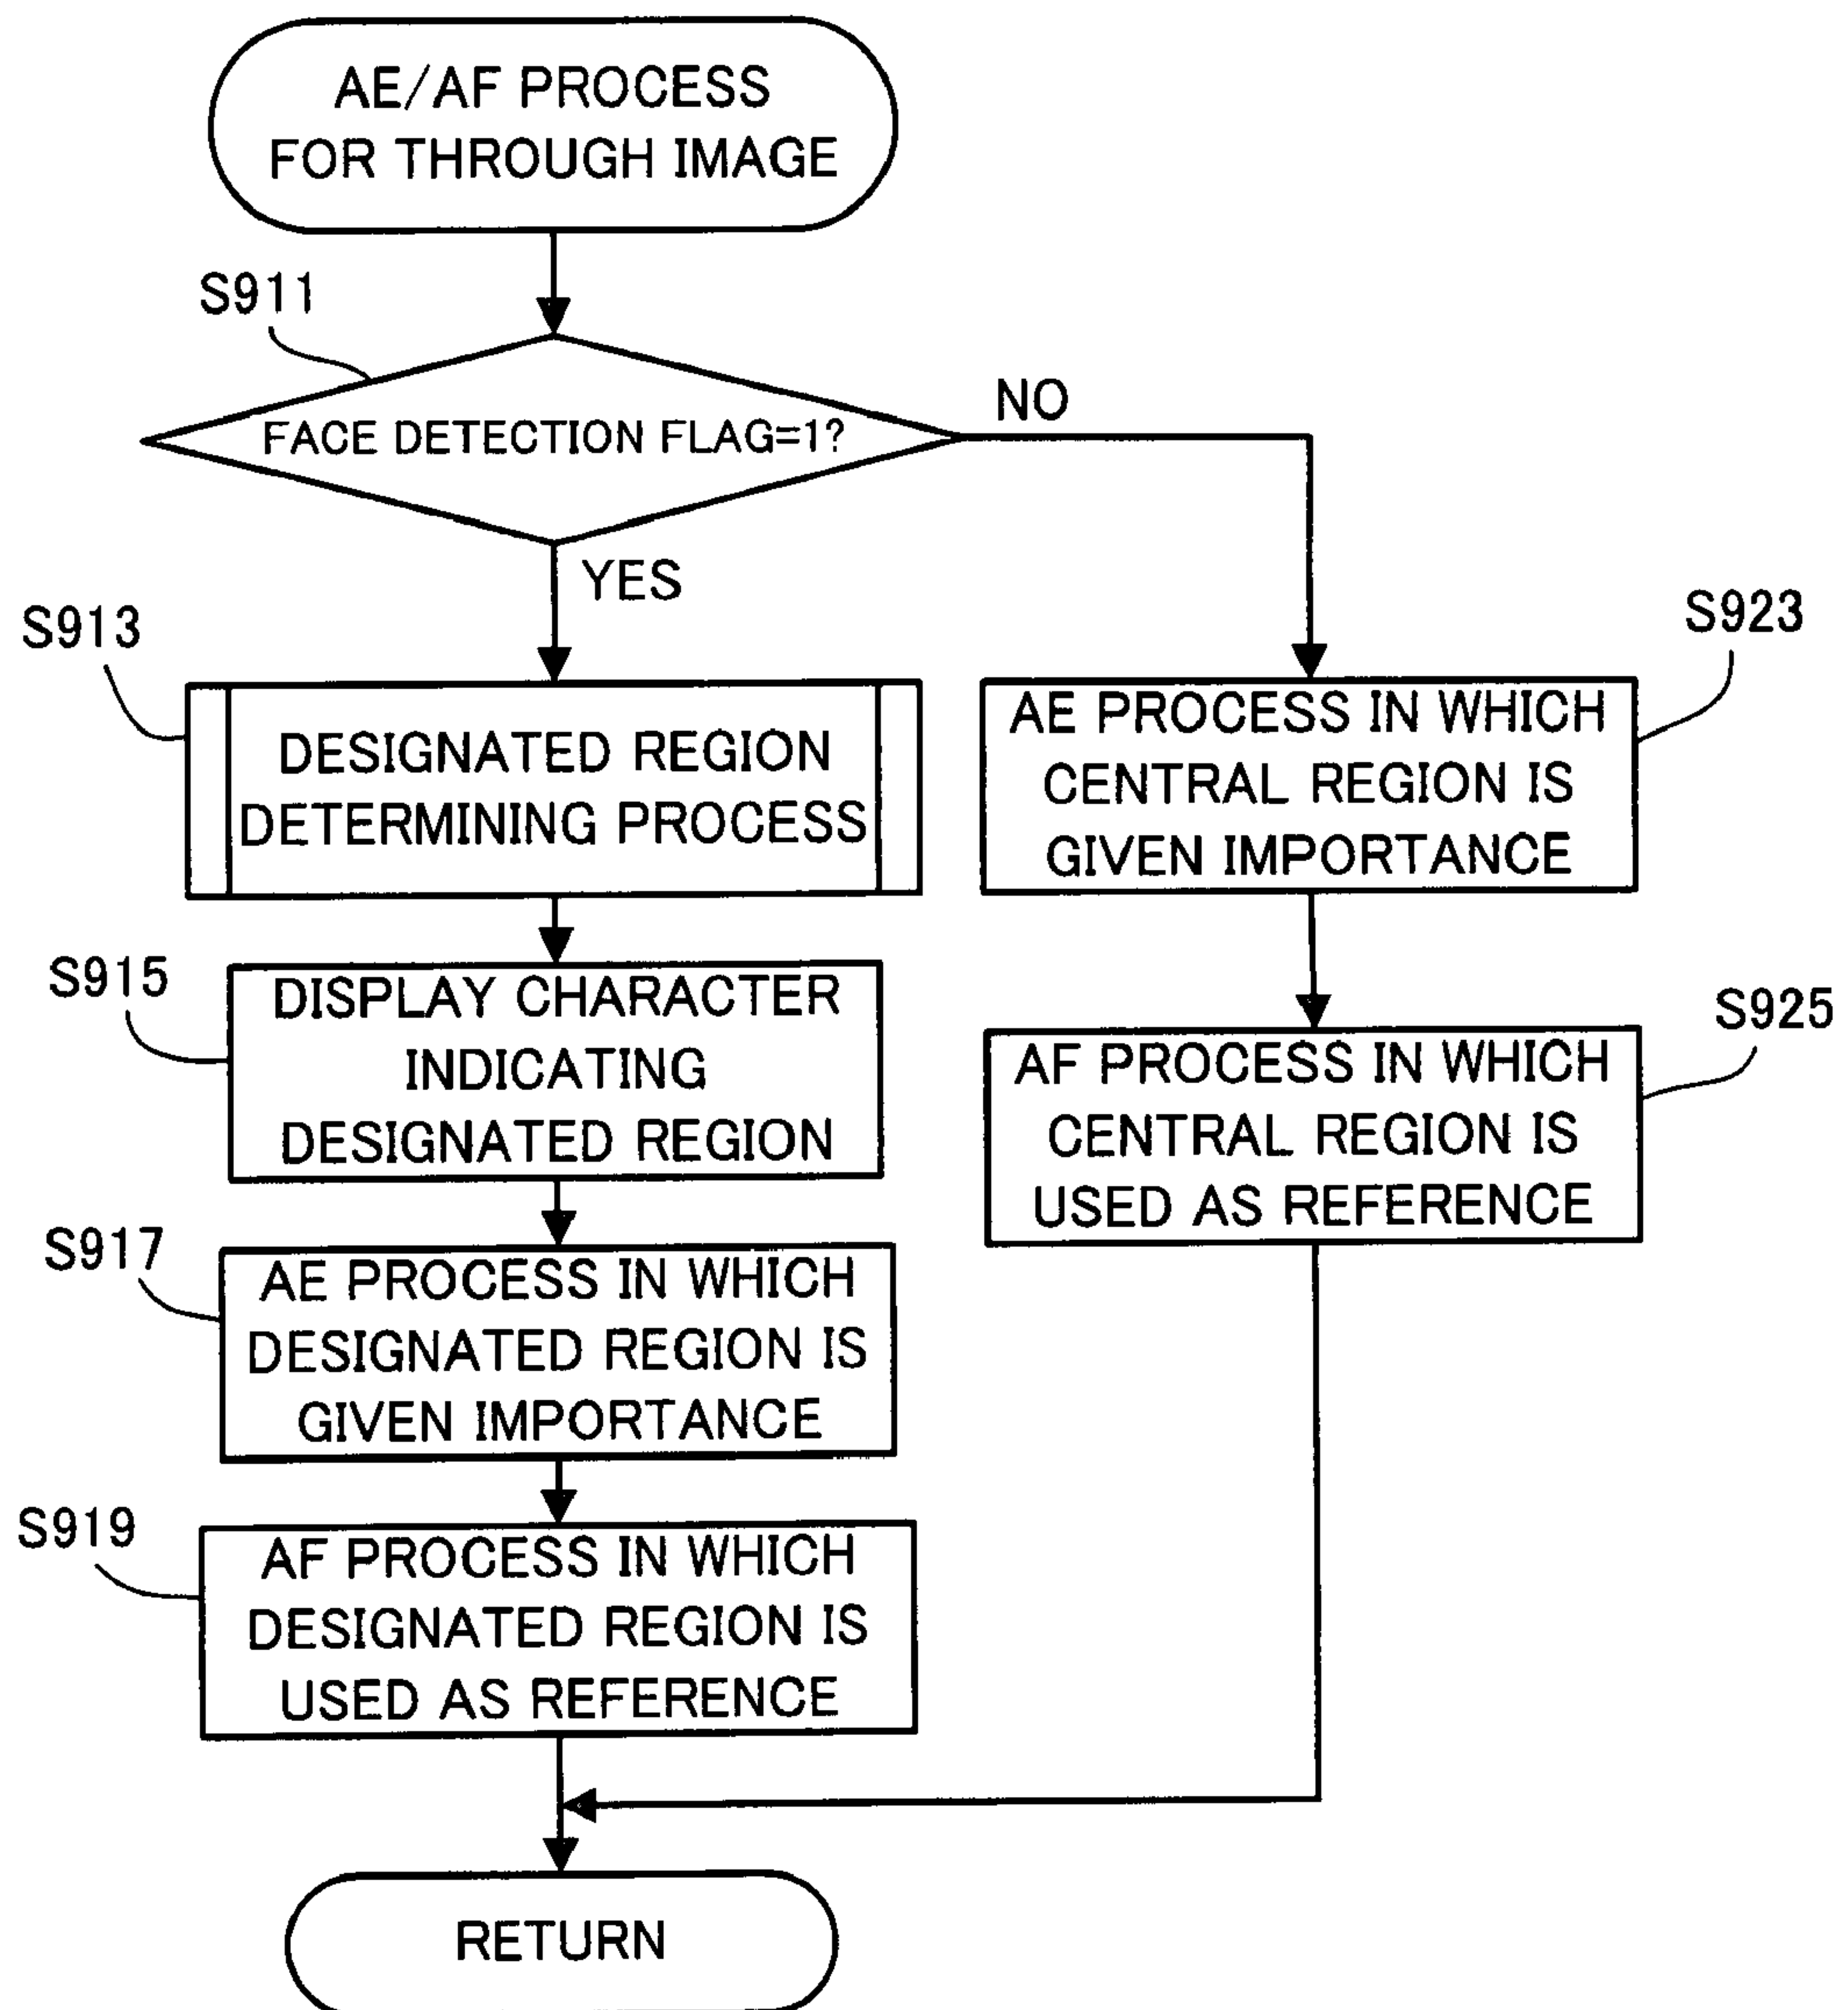 AE/AF PROCESS
FOR THROUGH IMAGE
S911
FACE DETECTION FLAG=1?
NO
YES
S913
DESIGNATED REGION
DETERMINING PROCESS
S923
AE PROCESS IN WHICH
CENTRAL REGION IS
GIVEN IMPORTANCE
S915
DISPLAY CHARACTER
INDICATING
DESIGNATED REGION
S925
AF PROCESS IN WHICH
CENTRAL REGION IS
USED AS REFERENCE
S917
AE PROCESS IN WHICH
DESIGNATED REGION IS
GIVEN IMPORTANCE
S919
AF PROCESS IN WHICH
DESIGNATED REGION IS
USED AS REFERENCE
RETURN